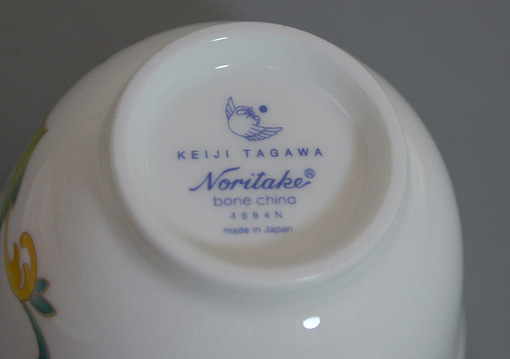 KEIJI TAGAWA
Noritake®
bone china
4694N
made in Japan